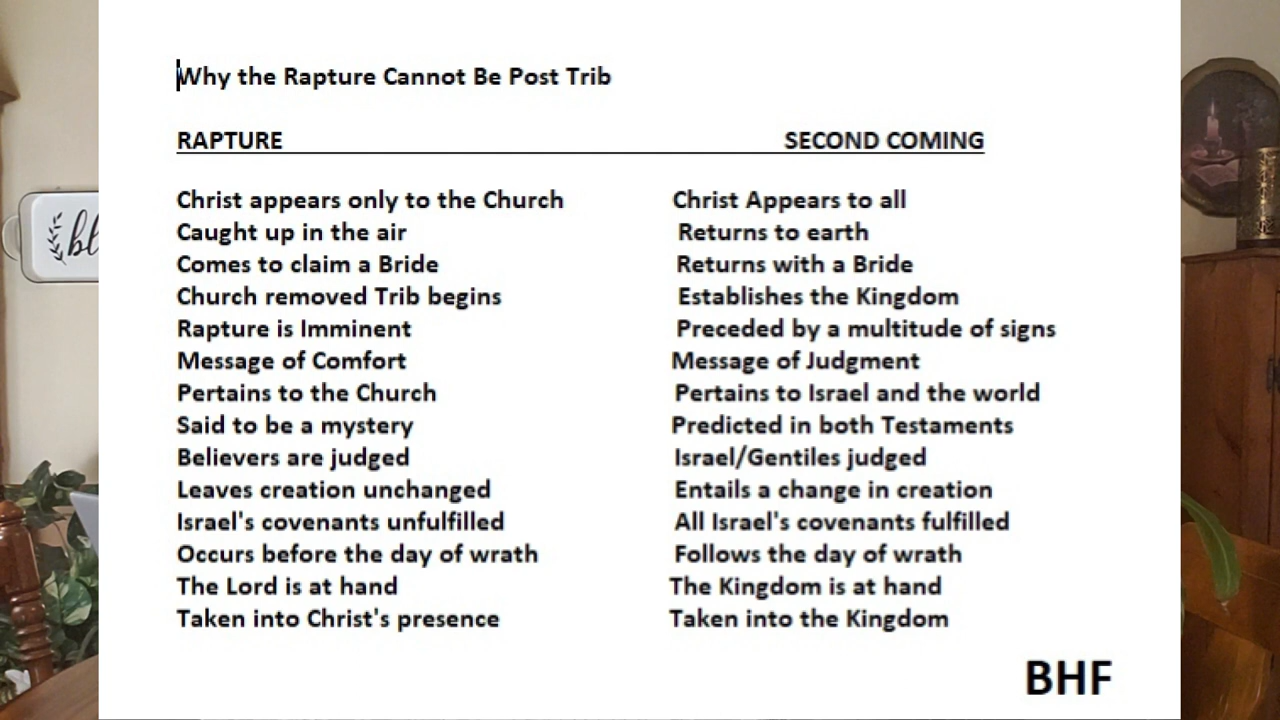 Why the Rapture Cannot Be Post Trib
RAPTURE SECOND COMING
Christ appears only to the Church Christ Appears to all
Caught up in the air Returns to earth
Comes to claim a Bride Returns with a Bride
Church removed Trib begins Establishes the Kingdom
Rapture is Imminent Preceded by a multitude of signs
Message of Comfort Message of Judgment
Pertains to the Church Pertains to Israel and the world
Said to be a mystery Predicted in both Testaments
Believers are judged Israel/Gentiles judged
Leaves creation unchanged Entails a change in creation
Israel's covenants unfulfilled All Israel's covenants fulfilled
Occurs before the day of wrath Follows the day of wrath
The Lord is at hand The Kingdom is at hand
Taken into Christ's presence Taken into the Kingdom
BHF
bl